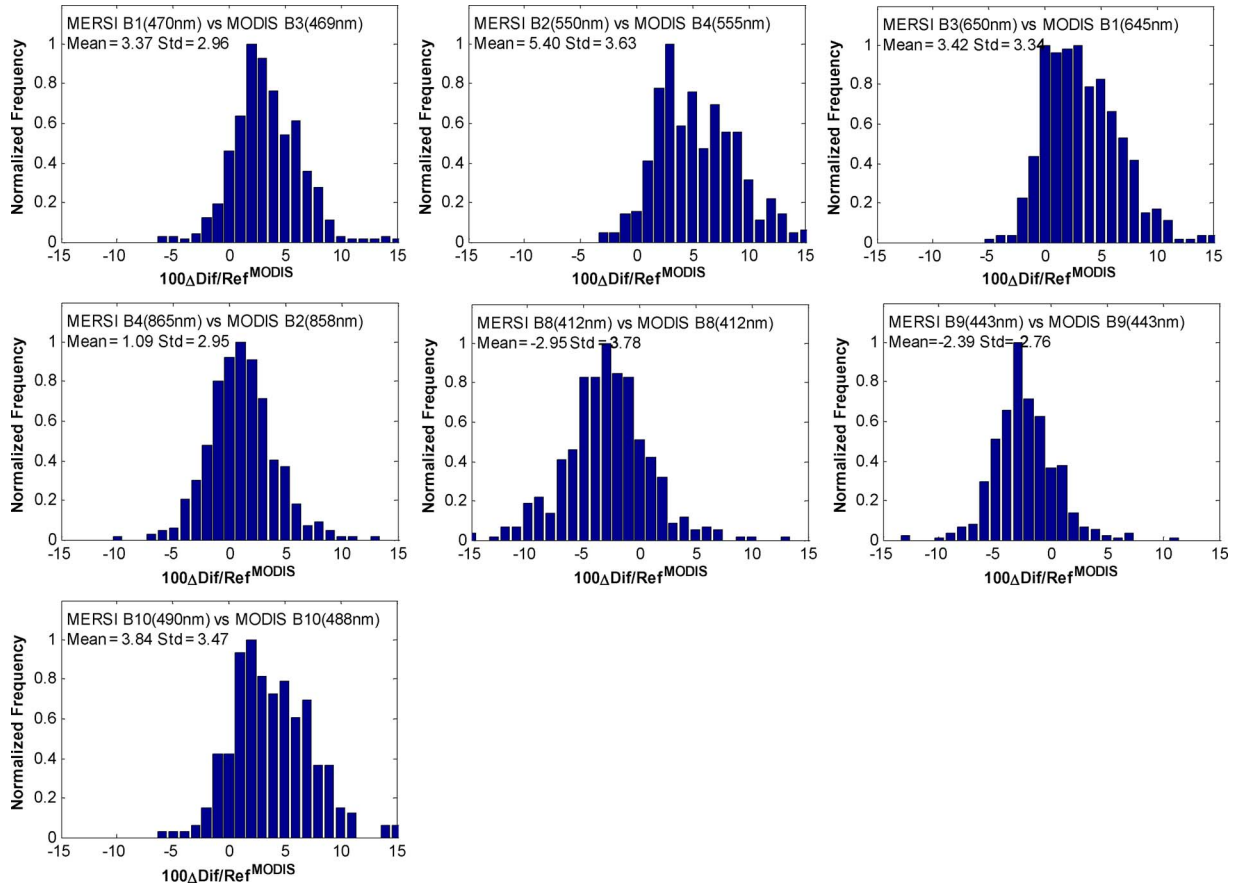 MERSI B1(470nm) vs MODIS B3(469nm)
Mean=3.37 Std=2.96
1
0.8
0.6
0.4
0.2
0
Normalized Frequency
-15 -10 -5 0 5 10 15
100ΔDif/Ref^MODIS
MERSI B2(550nm) vs MODIS B4(555nm)
Mean=5.40 Std=3.63
1
0.8
0.6
0.4
0.2
0
Normalized Frequency
-15 -10 -5 0 5 10 15
100ΔDif/Ref^MODIS
MERSI B3(650nm) vs MODIS B1(645nm)
Mean=3.42 Std=3.34
1
0.8
0.6
0.4
0.2
0
Normalized Frequency
-15 -10 -5 0 5 10 15
100ΔDif/Ref^MODIS
MERSI B4(865nm) vs MODIS B2(858nm)
Mean=1.09 Std=2.95
1
0.8
0.6
0.4
0.2
0
Normalized Frequency
-15 -10 -5 0 5 10 15
100ΔDif/Ref^MODIS
MERSI B8(412nm) vs MODIS B8(412nm)
Mean=-2.95 Std=3.78
1
0.8
0.6
0.4
0.2
0
Normalized Frequency
-15 -10 -5 0 5 10 15
100ΔDif/Ref^MODIS
MERSI B9(443nm) vs MODIS B9(443nm)
Mean=-2.39 Std=2.76
1
0.8
0.6
0.4
0.2
0
Normalized Frequency
-15 -10 -5 0 5 10 15
100ΔDif/Ref^MODIS
MERSI B10(490nm) vs MODIS B10(488nm)
Mean=3.84 Std=3.47
1
0.8
0.6
0.4
0.2
0
Normalized Frequency
-15 -10 -5 0 5 10 15
100ΔDif/Ref^MODIS